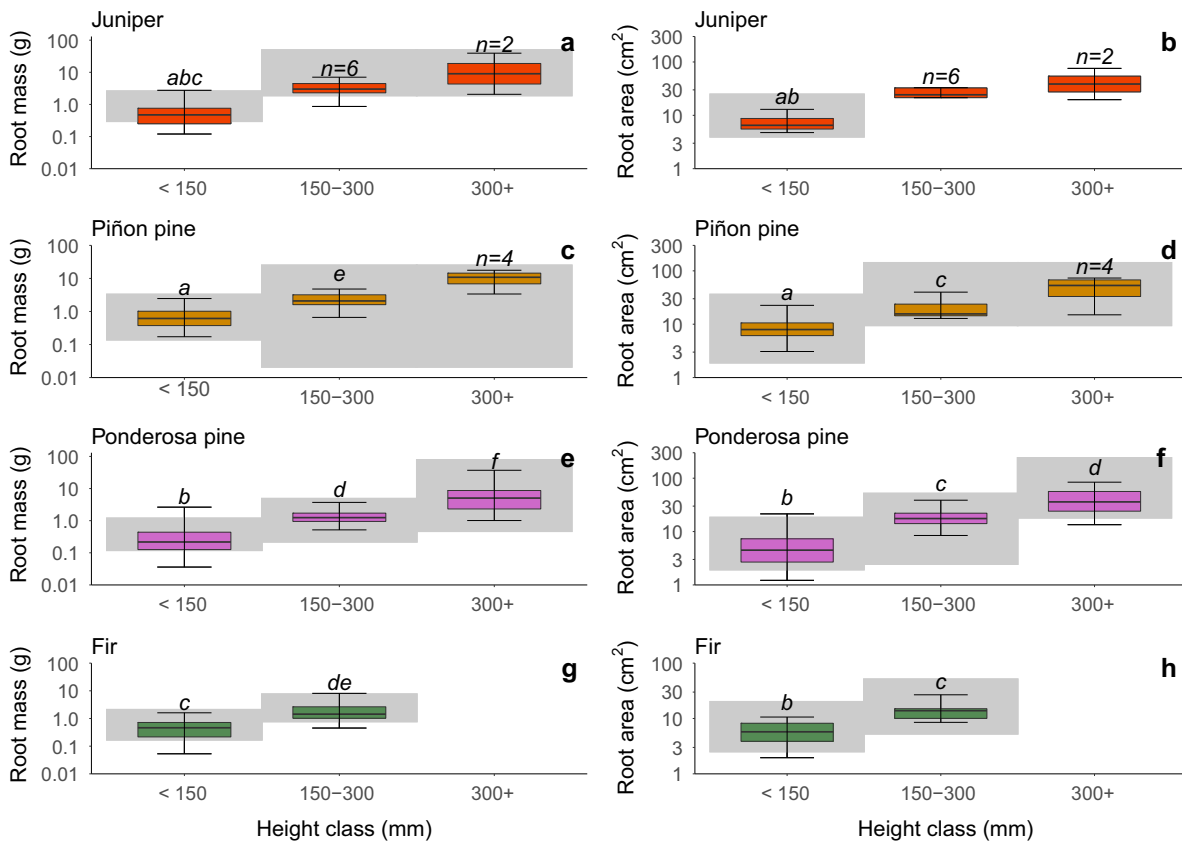 Juniper
a
Root mass (g)
100
10
1.0
0.1
0.01
abc
n=6
n=2
< 150
150−300
300+
Juniper
b
Root area (cm²)
300
100
30
10
3
1
ab
n=6
n=2
< 150
150−300
300+
Piñon pine
c
Root mass (g)
100
10
1.0
0.1
0.01
a
e
n=4
< 150
150−300
300+
Piñon pine
d
Root area (cm²)
300
100
30
10
3
1
a
c
n=4
< 150
150−300
300+
Ponderosa pine
e
Root mass (g)
100
10
1.0
0.1
0.01
b
d
f
< 150
150−300
300+
Ponderosa pine
f
Root area (cm²)
300
100
30
10
3
1
b
c
d
< 150
150−300
300+
Fir
g
Root mass (g)
100
10
1.0
0.1
0.01
c
de
< 150
150−300
300+
Height class (mm)
Fir
h
Root area (cm²)
100
30
10
3
1
b
c
< 150
150−300
300+
Height class (mm)